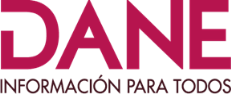 DANE
INFORMACIÓN PARA TODOS